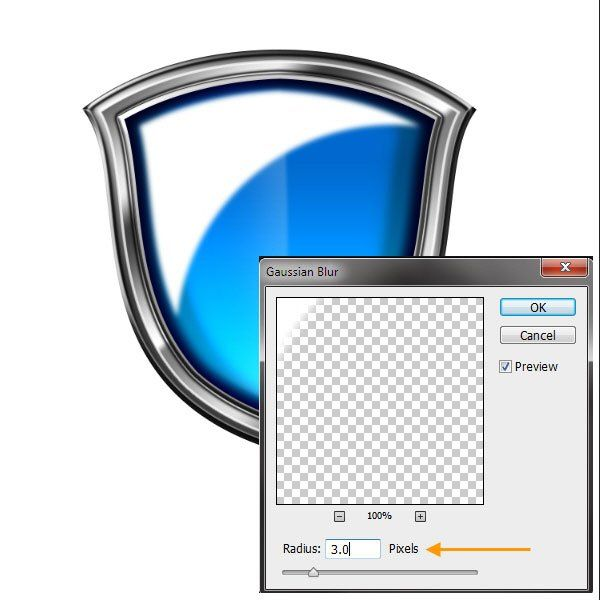 Gaussian Blur
OK
Cancel
Preview
100%
Radius: 3.0 Pixels